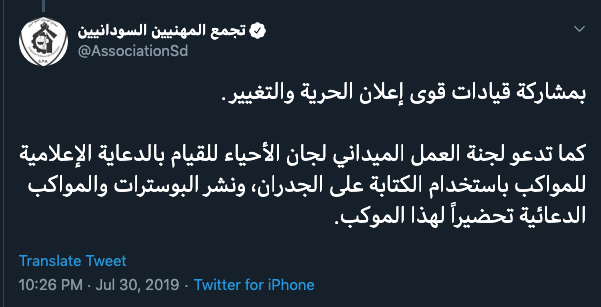 تجمع المهنيين السودانيين
@AssociationSd
بمشاركة قيادات قوى إعلان الحرية والتغيير.
كما تدعو لجنة العمل الميداني لجان الأحياء للقيام بالدعاية الإعلامية
للمواكب باستخدام الكتابة على الجدران، ونشر البوسترات والمواكب
الدعائية تحضيراً لهذا الموكب.
Translate Tweet
10:26 PM · Jul 30, 2019 · Twitter for iPhone